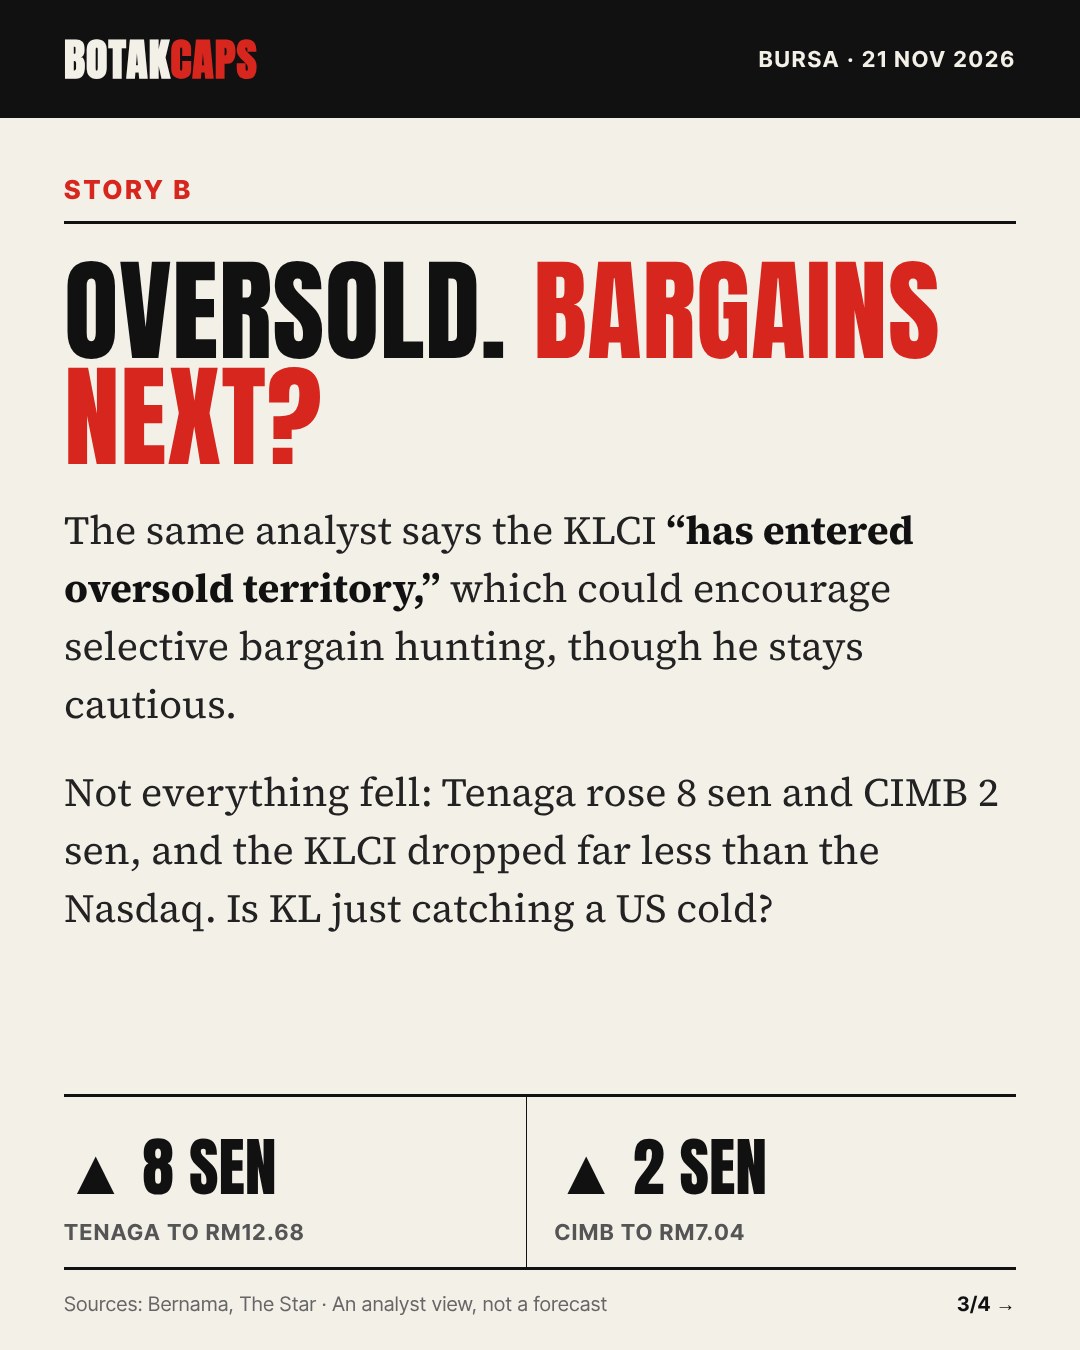 BOTAKCAPS
BURSA · 21 NOV 2026
STORY B
OVERSOLD. BARGAINS
NEXT?
The same analyst says the KLCI “has entered
oversold territory,” which could encourage
selective bargain hunting, though he stays
cautious.
Not everything fell: Tenaga rose 8 sen and CIMB 2
sen, and the KLCI dropped far less than the
Nasdaq. Is KL just catching a US cold?
▲ 8 SEN
TENAGA TO RM12.68
▲ 2 SEN
CIMB TO RM7.04
Sources: Bernama, The Star · An analyst view, not a forecast
3/4 →